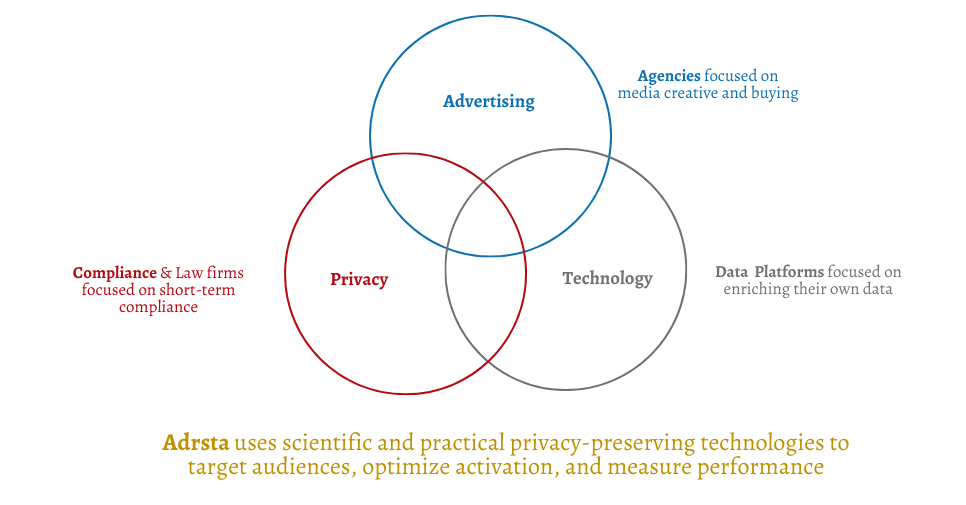 Advertising
Agencies focused on
media creative and buying
Privacy
Technology
Compliance & Law firms
focused on short-term
compliance
Data Platforms focused on
enriching their own data
Adrsta uses scientific and practical privacy-preserving technologies to
target audiences, optimize activation, and measure performance